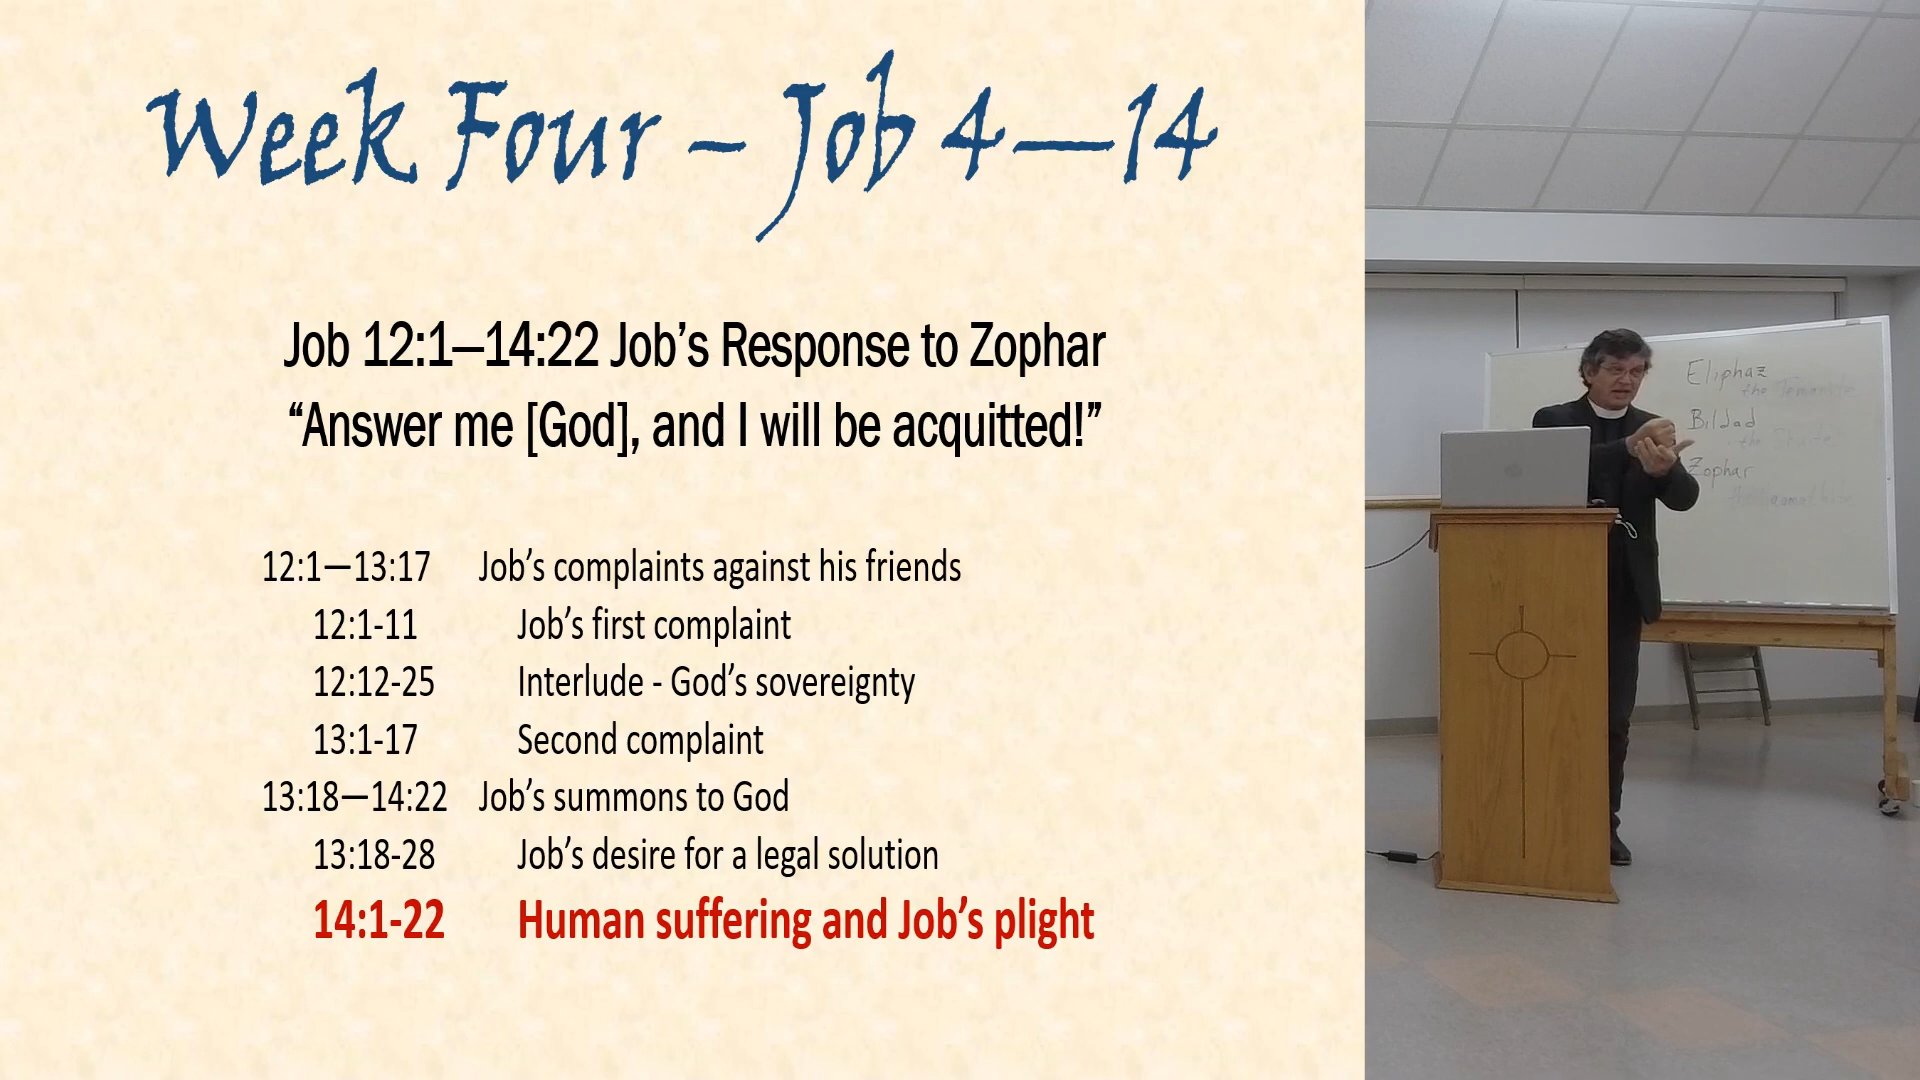 Week Four – Job 4—14
Job 12:1—14:22 Job’s Response to Zophar
“Answer me [God], and I will be acquitted!”
12:1—13:17 Job’s complaints against his friends
12:1-11 Job’s first complaint
12:12-25 Interlude - God’s sovereignty
13:1-17 Second complaint
13:18—14:22 Job’s summons to God
13:18-28 Job’s desire for a legal solution
14:1-22 Human suffering and Job’s plight
Eliphaz
the Temanite
Bildad
the
Zophar